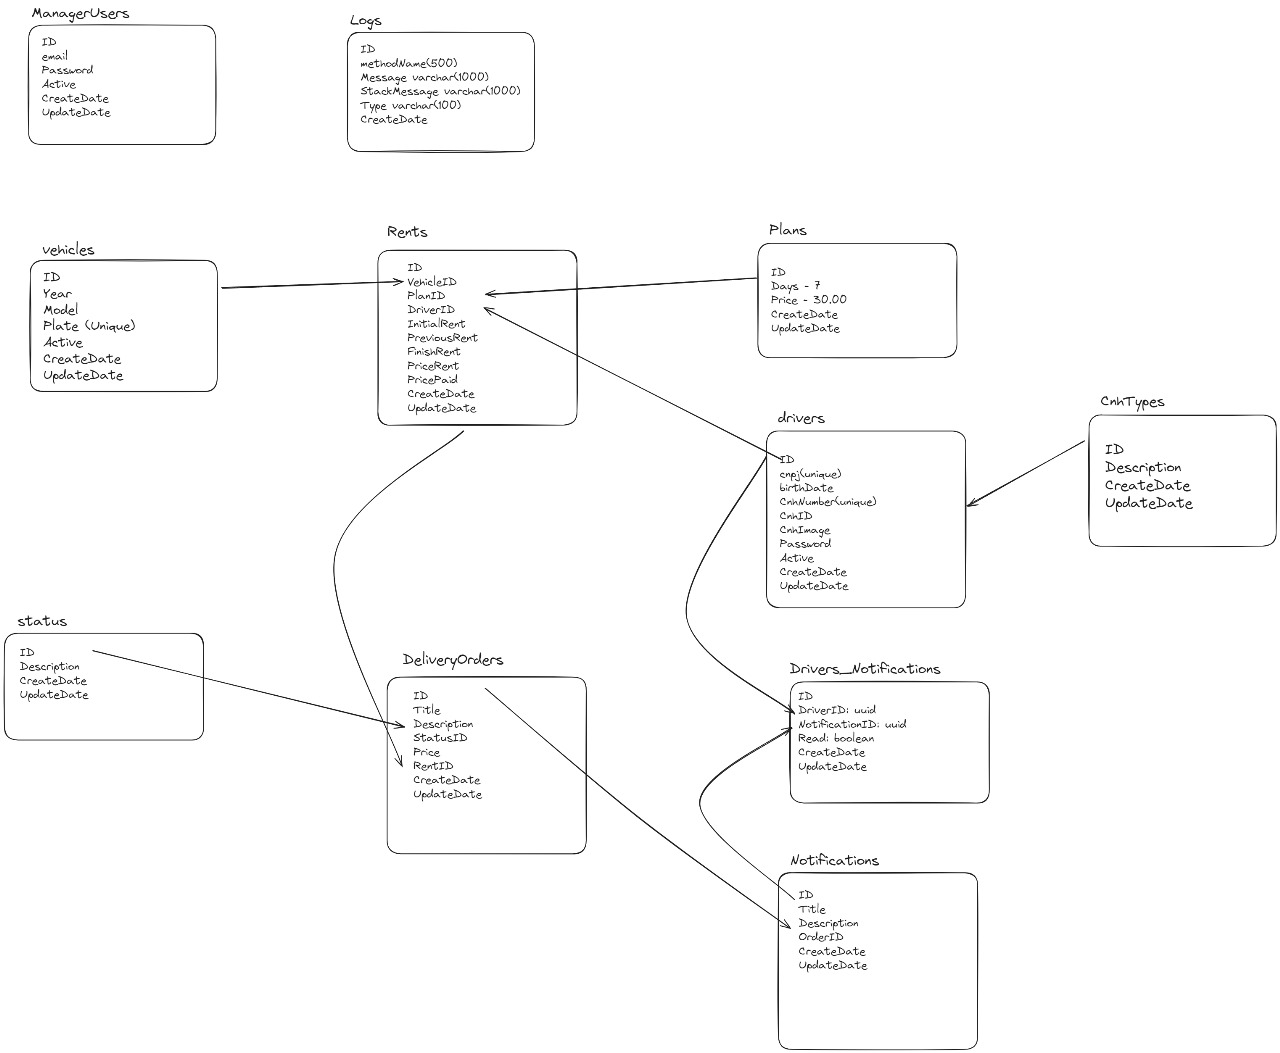 ManagerUsers
ID
email
Password
Active
CreateDate
UpdateDate
Logs
ID
methodName(500)
Message varchar(1000)
StackMessage varchar(1000)
Type varchar(100)
CreateDate
vehicles
ID
Year
Model
Plate (Unique)
Active
CreateDate
UpdateDate
Rents
ID
VehicleID
PlanID
DriverID
InitialRent
PreviousRent
FinishRent
PriceRent
PricePaid
CreateDate
UpdateDate
Plans
ID
Days - 7
Price - 30.00
CreateDate
UpdateDate
drivers
ID
cnpj(unique)
birthDate
CnhNumber(unique)
CnhID
CnhImage
Password
Active
CreateDate
UpdateDate
CnhTypes
ID
Description
CreateDate
UpdateDate
status
ID
Description
CreateDate
UpdateDate
DeliveryOrders
ID
Title
Description
StatusID
Price
RentID
CreateDate
UpdateDate
Drivers_Notifications
ID
DriverID: uuid
NotificationID: uuid
Read: boolean
CreateDate
UpdateDate
Notifications
ID
Title
Description
OrderID
CreateDate
UpdateDate